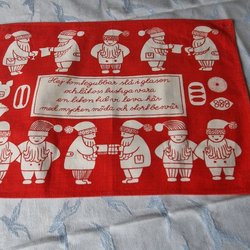 Hej tomtegubbar slå i glasen
och låt oss lustiga vara
en liten tid vi leva här
med mycken möda och stort besvär